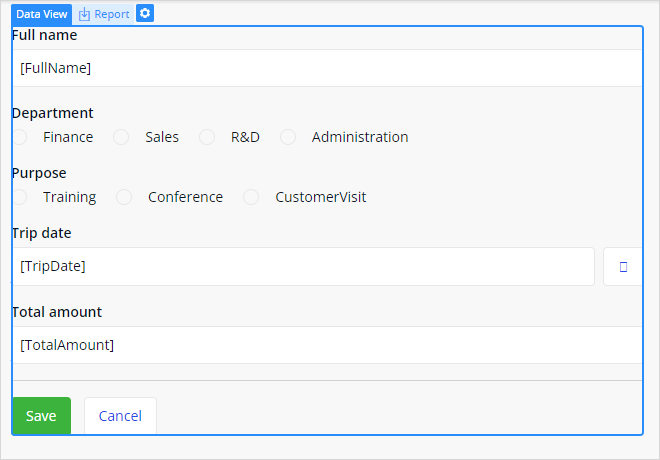 Data View Report
Full name
[FullName]
Department
Finance Sales R&D Administration
Purpose
Training Conference CustomerVisit
Trip date
[TripDate]
Total amount
[TotalAmount]
Save Cancel